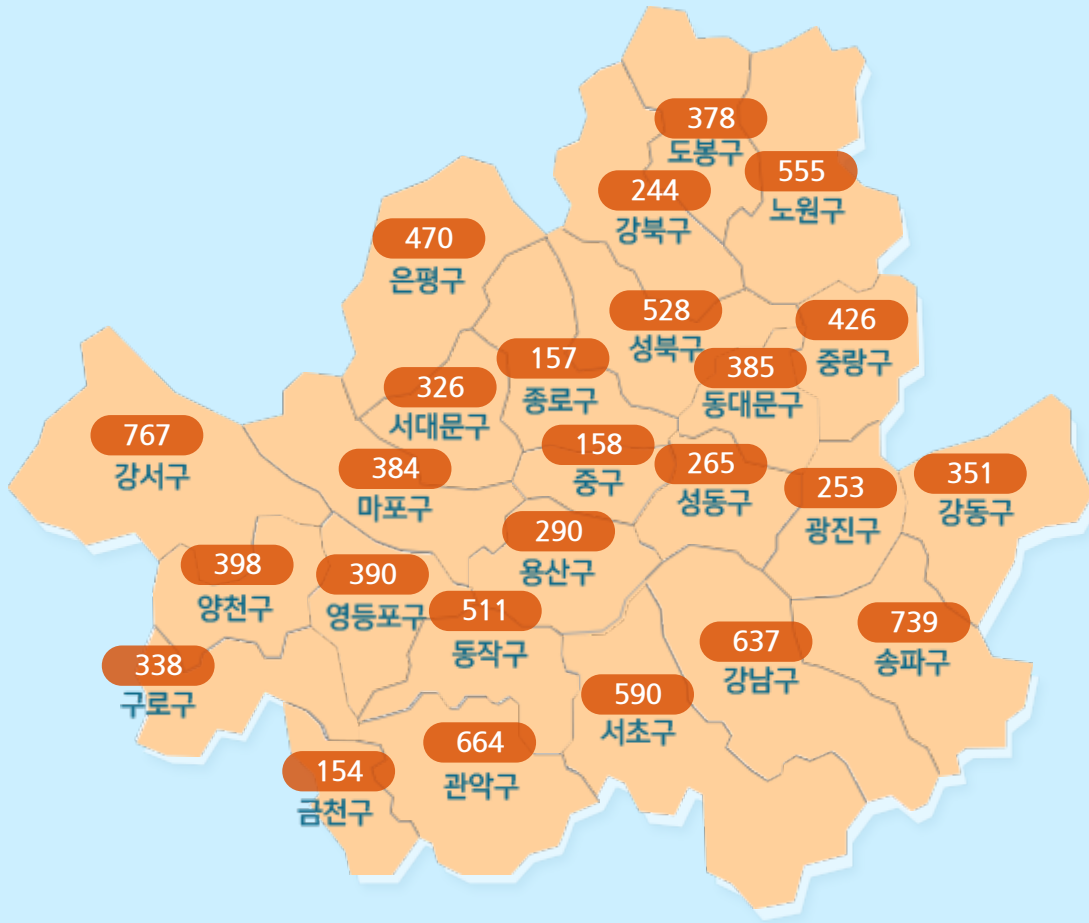 378
도봉구
555
노원구
244
강북구
470
은평구
528
성북구
426
중랑구
157
종로구
385
동대문구
326
서대문구
767
강서구
158
중구
265
성동구
384
마포구
253
광진구
351
강동구
290
용산구
398
양천구
390
영등포구
511
동작구
739
송파구
637
강남구
338
구로구
590
서초구
664
관악구
154
금천구